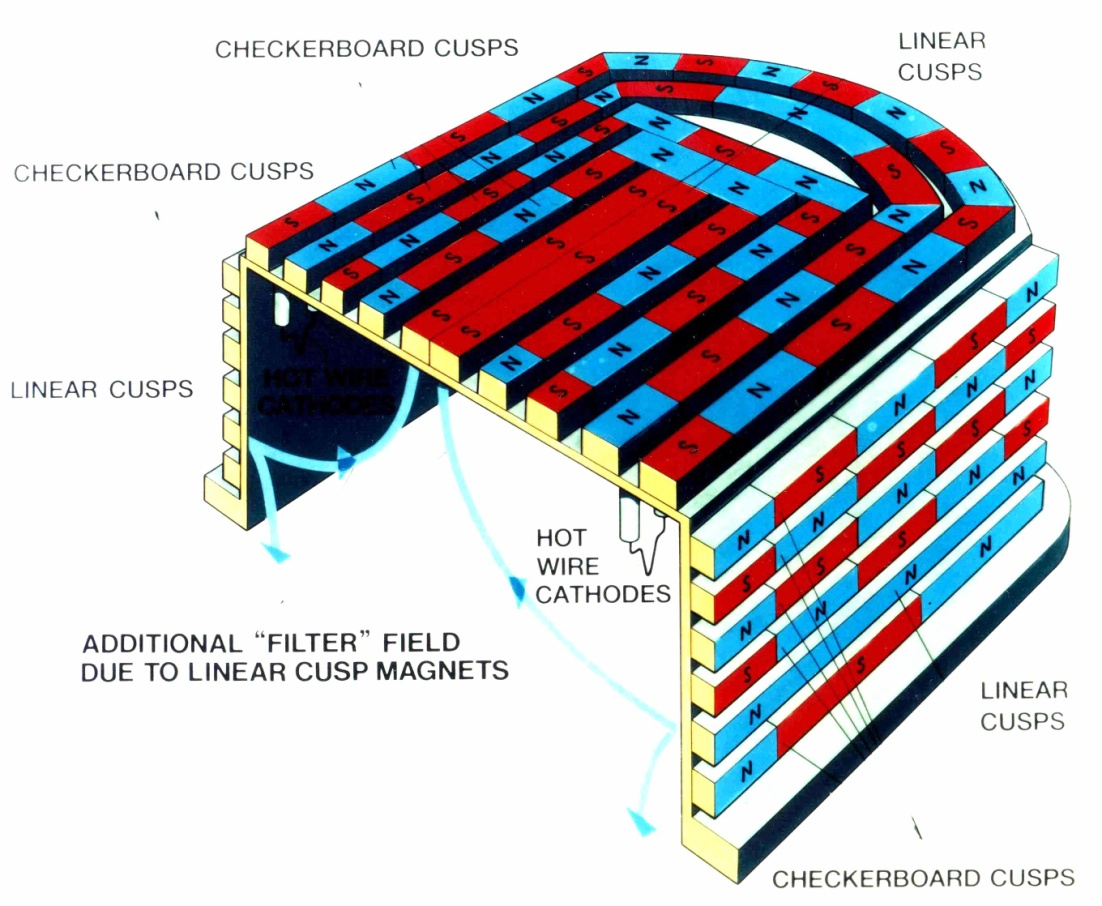 CHECKERBOARD CUSPS
LINEAR
CUSPS
CHECKERBOARD CUSPS
LINEAR CUSPS
HOT WIRE
CATHODES
HOT
WIRE
CATHODES
ADDITIONAL “FILTER” FIELD
DUE TO LINEAR CUSP MAGNETS
LINEAR
CUSPS
CHECKERBOARD CUSPS
N S N S N
S N S N
S N S N S N S N S
S N S N S N
S N S N
N S N
S S S S
S S S S
N S N N
S N S N S
N S N S N
S N S N S
N S N S N
S N S N S
N S N S N
S N S N S
N N N
N S N